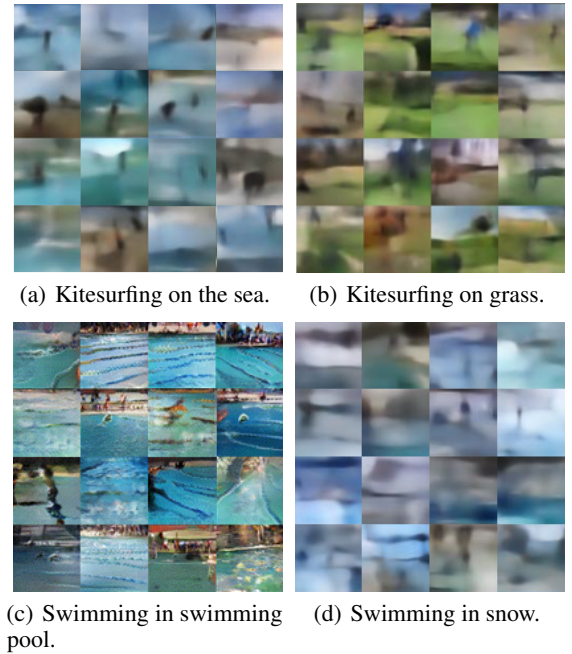 (a) Kitesurfing on the sea.
(b) Kitesurfing on grass.
(c) Swimming in swimming
pool.
(d) Swimming in snow.